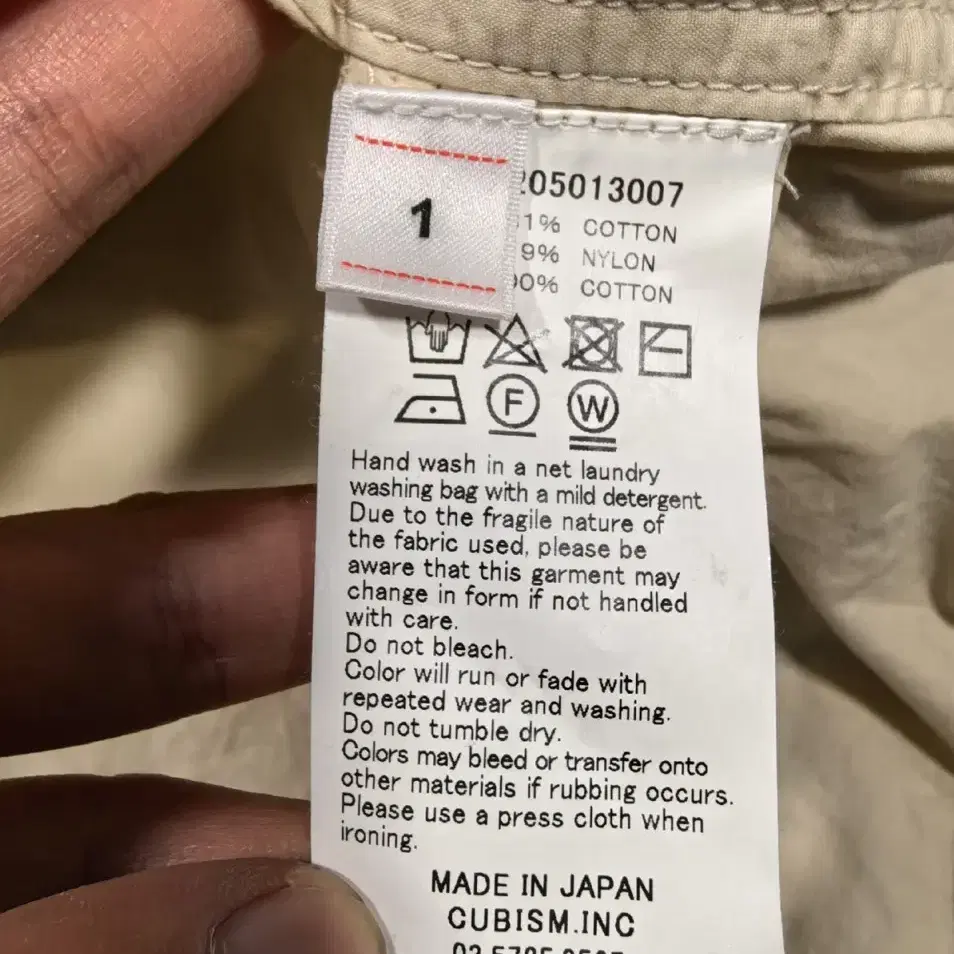 1
205013007
1% COTTON
9% NYLON
00% COTTON
F
W
Hand wash in a net laundry
washing bag with a mild detergent.
Due to the fragile nature of
the fabric used, please be
aware that this garment may
change in form if not handled
with care.
Do not bleach.
Color will run or fade with
repeated wear and washing.
Do not tumble dry.
Colors may bleed or transfer onto
other materials if rubbing occurs.
Please use a press cloth when
ironing.
MADE IN JAPAN
CUBISM.INC